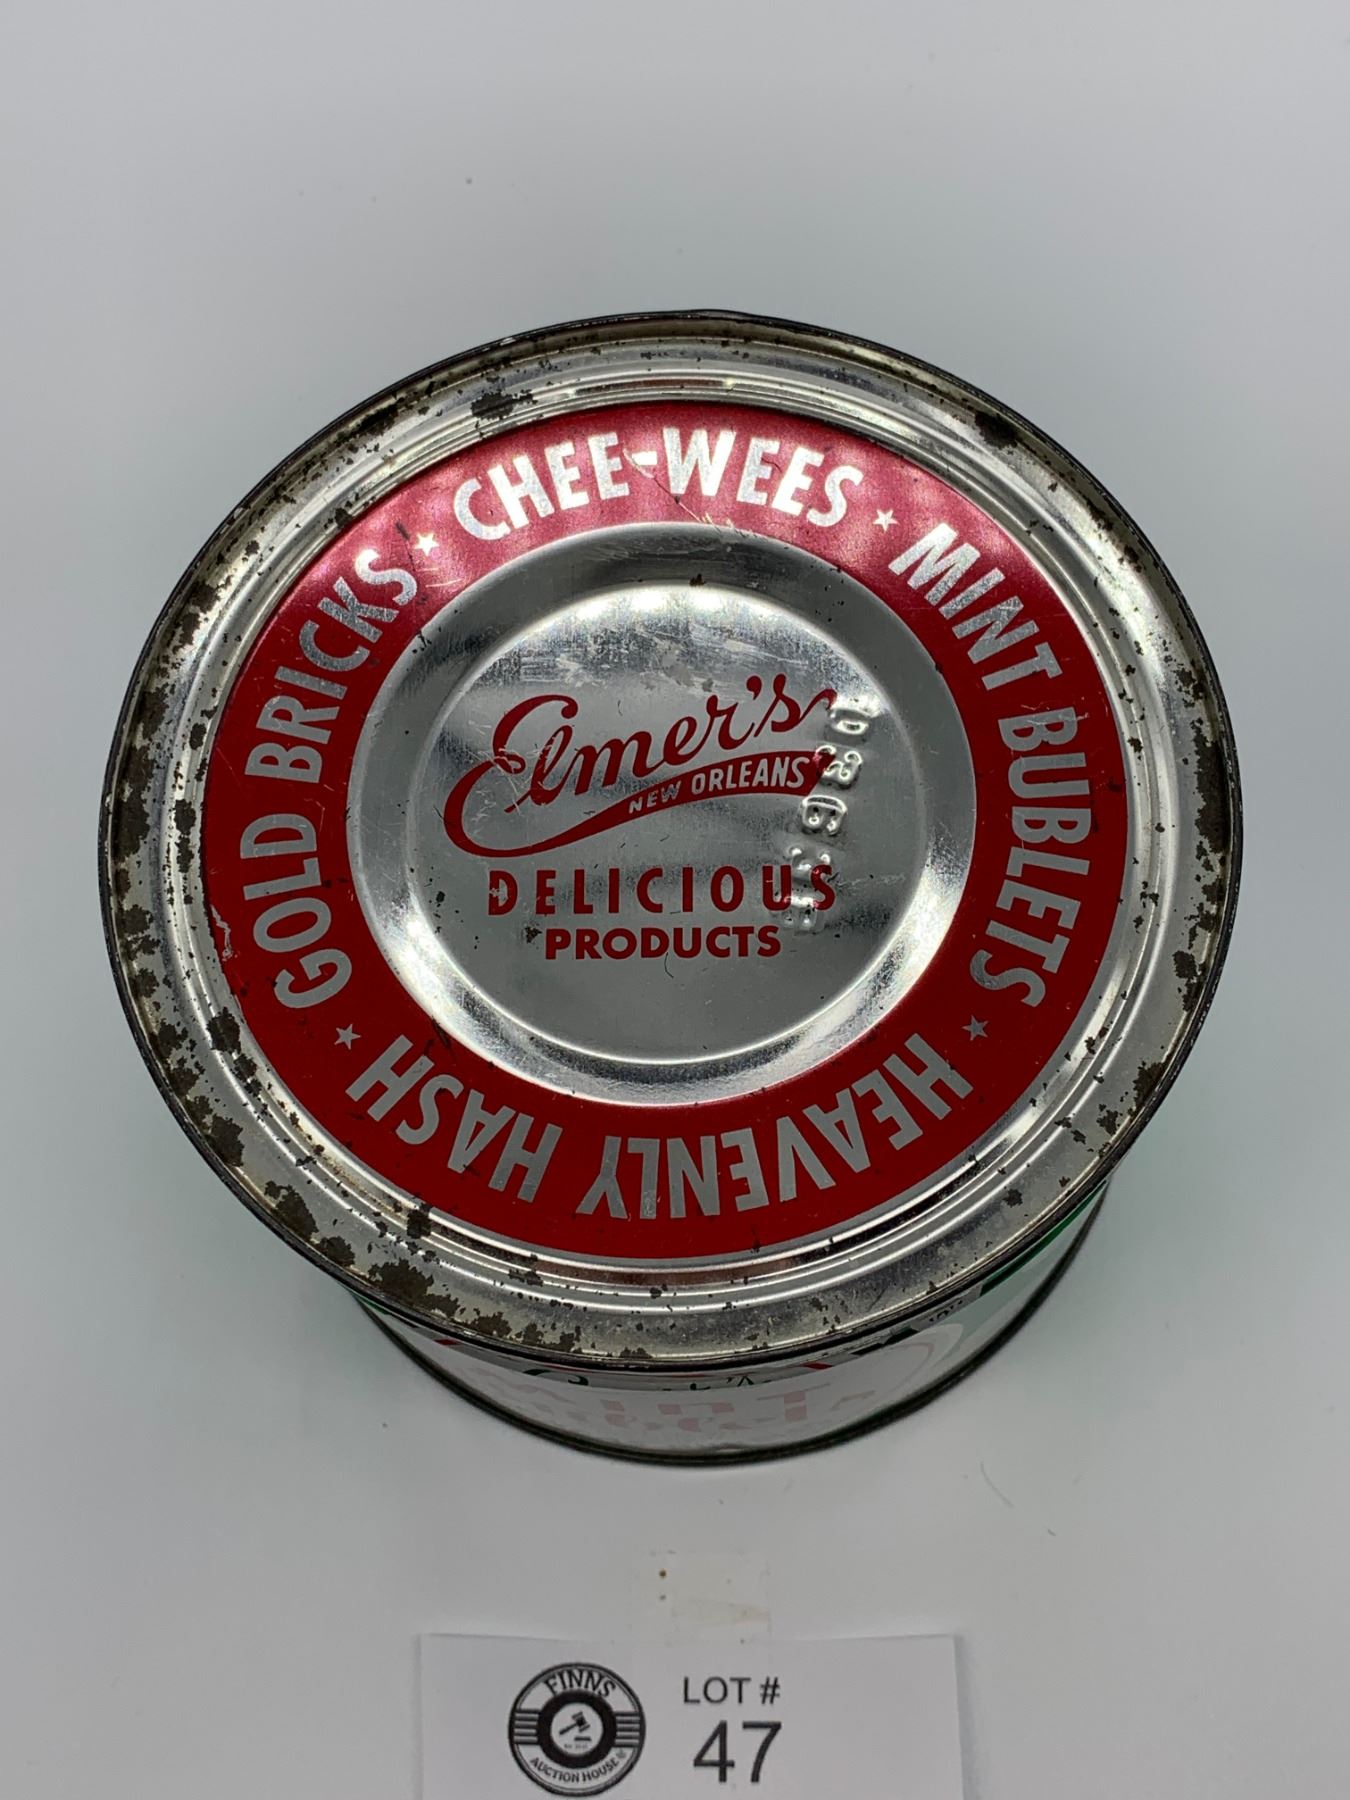 CHEE-WEES ★ MINT BUBLETS ★ HEAVENLY HASH ★ GOLD BRICKS ★
Elmer's
NEW ORLEANS
DELICIOUS
PRODUCTS
FINNS
AUCTION HOUSE
LOT #
47